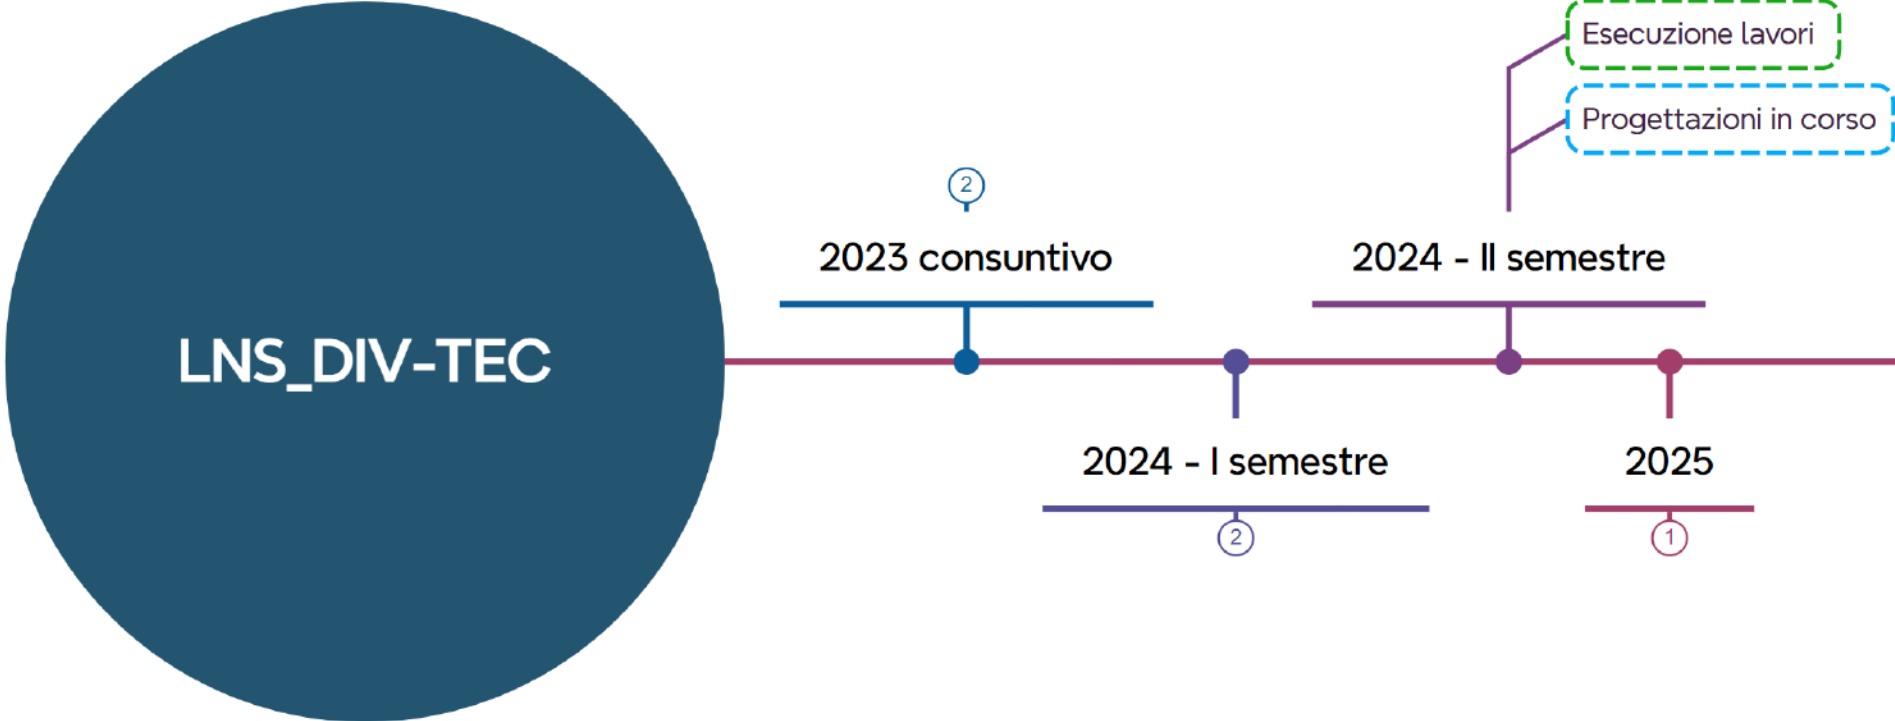 Esecuzione lavori
Progettazioni in corso
2
2023 consuntivo
2024 - II semestre
LNS_DIV-TEC
2024 - I semestre
2025
2
1